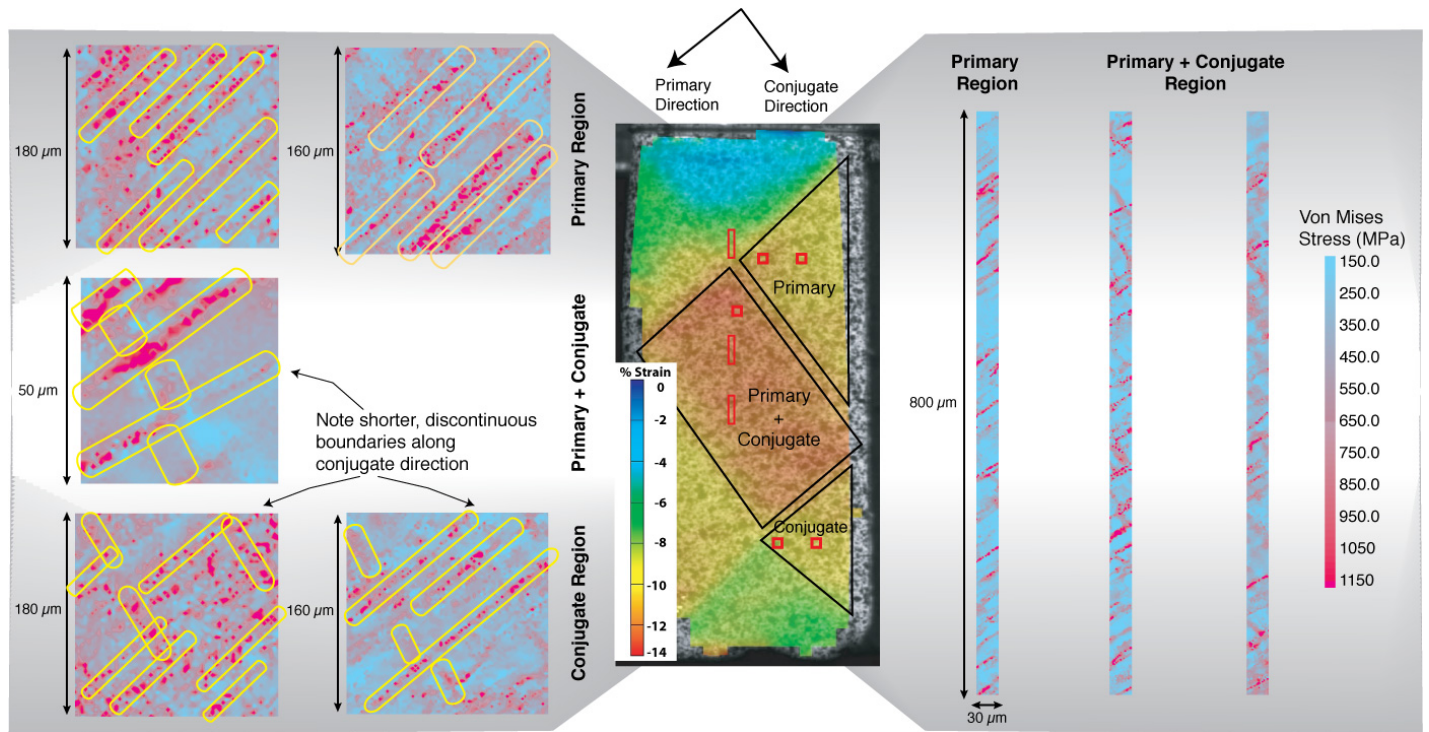 Primary
Direction
Conjugate
Direction
180 µm
160 µm
Primary Region
50 µm
Primary + Conjugate
Note shorter, discontinuous
boundaries along
conjugate direction
180 µm
160 µm
Conjugate Region
Primary
Primary
+
Conjugate
Conjugate
% Strain
0
-2
-4
-6
-8
-10
-12
-14
Primary
Region
Primary + Conjugate
Region
800 µm
30 µm
Von Mises
Stress (MPa)
150.0
250.0
350.0
450.0
550.0
650.0
750.0
850.0
950.0
1050
1150